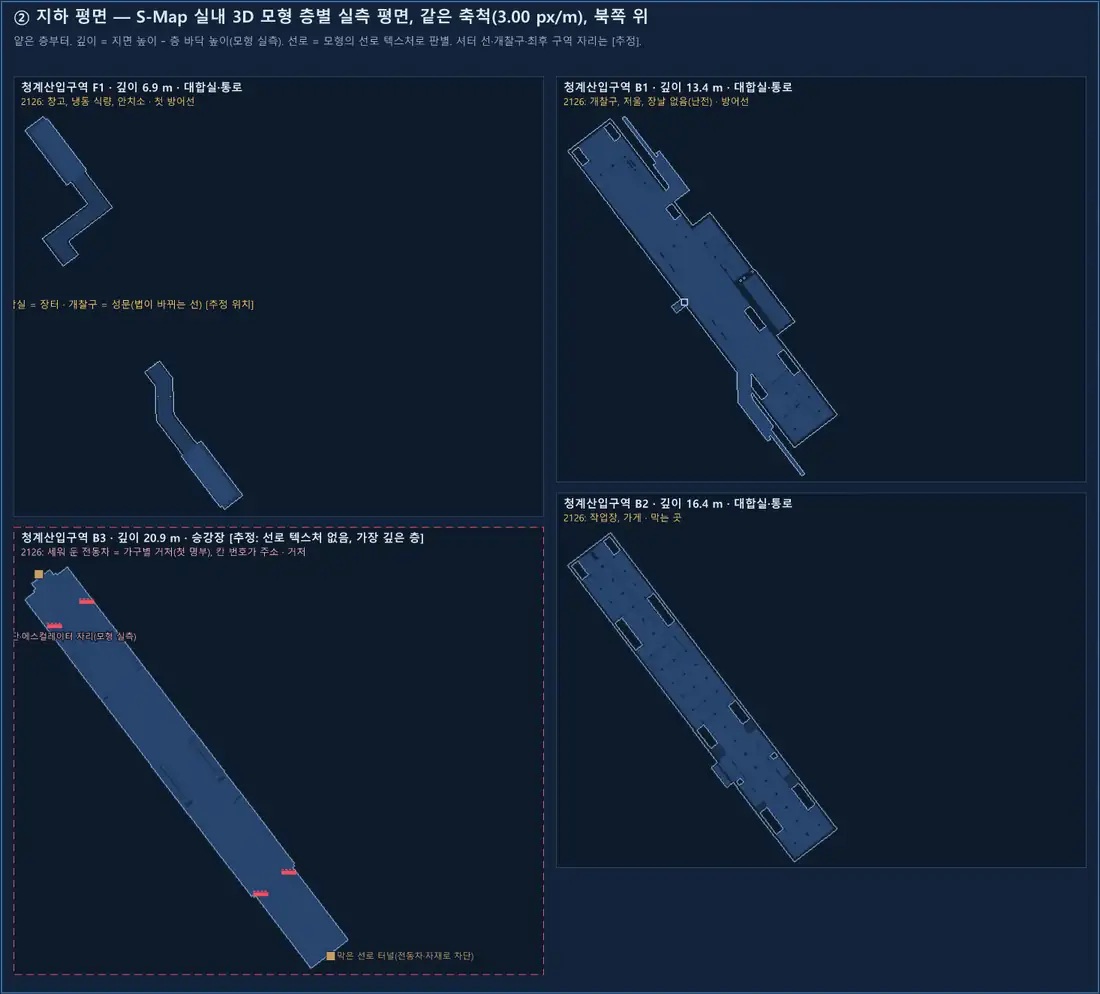 ② 지하 평면 — S-Map 실내 3D 모형 층별 실측 평면, 같은 축척(3.00 px/m), 북쪽 위
얕은 층부터. 깊이 = 지면 높이 − 층 바닥 높이(모형 실측). 선로 = 모형의 선로 텍스처로 판별. 셔터 선·개찰구·최후 구역 자리는 [추정].
청계산입구역 F1 · 깊이 6.9 m · 대합실·통로
2126: 창고, 냉동 식량, 안치소 · 첫 방어선
합실 = 장터 · 개찰구 = 성문(법이 바뀌는 선) [추정 위치]
청계산입구역 B1 · 깊이 13.4 m · 대합실·통로
2126: 개찰구, 저울, 장날 없음(난전) · 방어선
청계산입구역 B3 · 깊이 20.9 m · 승강장 [추정: 선로 텍스처 없음, 가장 깊은 층]
2126: 세워 둔 전동차 = 가구별 거처(첫 명부), 칸 번호가 주소 · 거처
단·에스컬레이터 자리(모형 실측)
막은 선로 터널(전동차·자재로 차단)
청계산입구역 B2 · 깊이 16.4 m · 대합실·통로
2126: 작업장, 가게 · 막는 곳